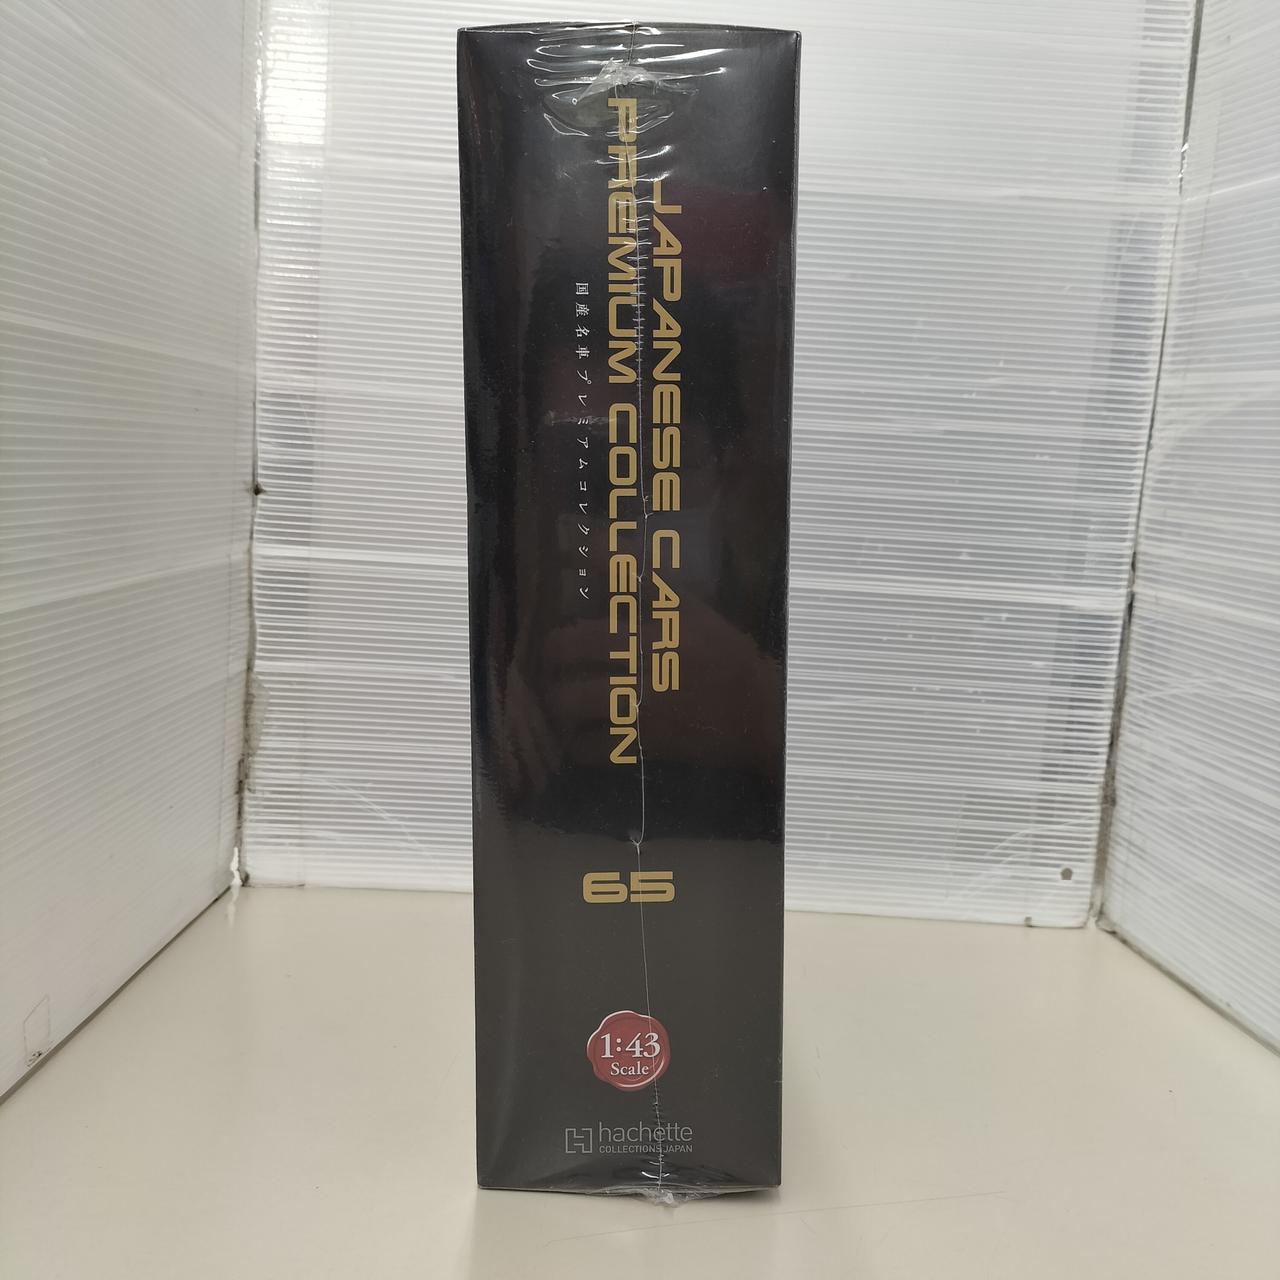 JAPANESE CARS
PREMIUM COLLECTION
国産名車プレミアムコレクション
65
1:43
Scale
hachette
COLLECTIONS JAPAN